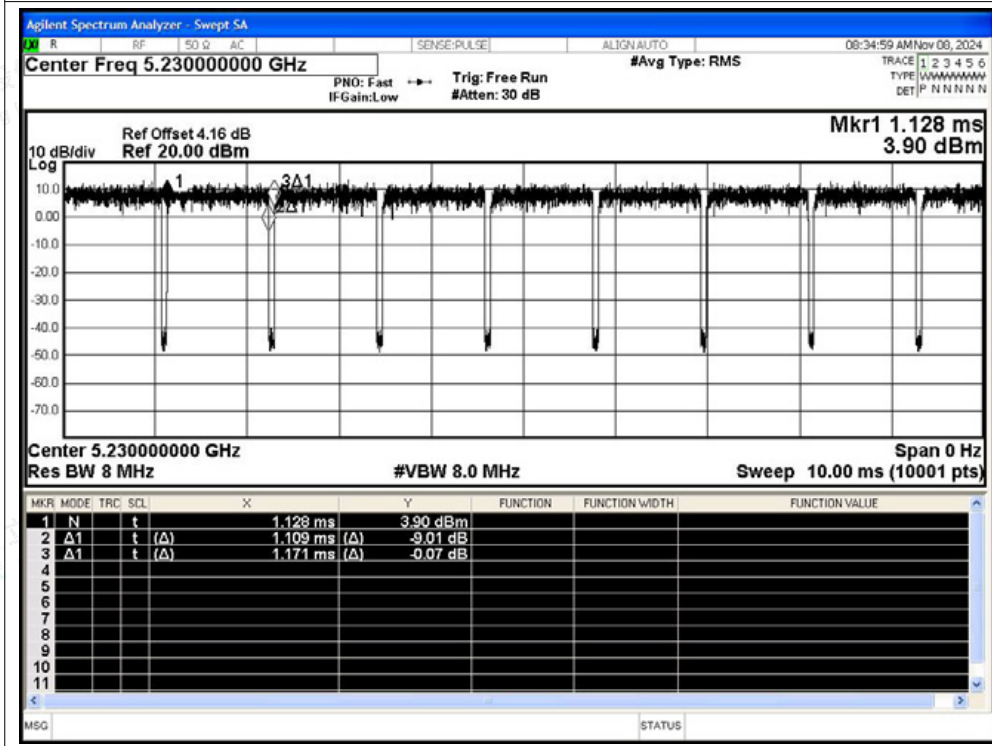 Agilent Spectrum Analyzer - Swept SA
R RF 50 Ω AC SENSE:PULSE ALIGN AUTO 08:34:59 AM Nov 08, 2024
Center Freq 5.230000000 GHz #Avg Type: RMS TRACE 1 2 3 4 5 6
PNO: Fast Trig: Free Run TYPE WWWWWW
IFGain:Low #Atten: 30 dB DET P N N N N N
Mkr1 1.128 ms
Ref Offset 4.16 dB
10 dB/div Ref 20.00 dBm 3.90 dBm
Log
10.0 1 3Δ1
0.00
-10.0
-20.0
-30.0
-40.0
-50.0
-60.0
-70.0
Center 5.230000000 GHz Span 0 Hz
Res BW 8 MHz #VBW 8.0 MHz Sweep 10.00 ms (10001 pts)
MKR MODE TRC SCL X Y FUNCTION FUNCTION WIDTH FUNCTION VALUE
1 N t 1.128 ms 3.90 dBm
2 Δ1 t (Δ) 1.109 ms (Δ) -9.01 dB
3 Δ1 t (Δ) 1.171 ms (Δ) -0.07 dB
4
5
6
7
8
9
10
11
MSG STATUS